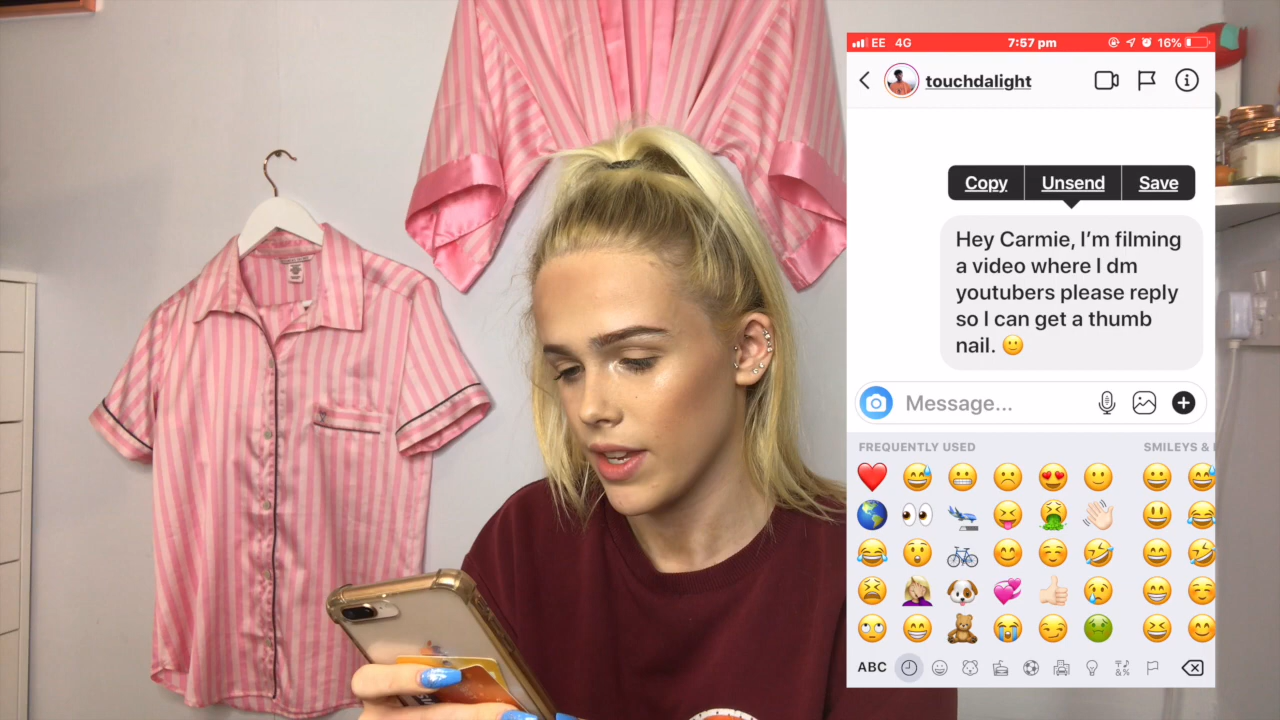 EE 4G 7:57 pm 16%
touchdalight
Copy Unsend Save
Hey Carmie, I’m filming
a video where I dm
youtubers please reply
so I can get a thumb
nail. 🙂
Message...
FREQUENTLY USED SMILEYS &
ABC